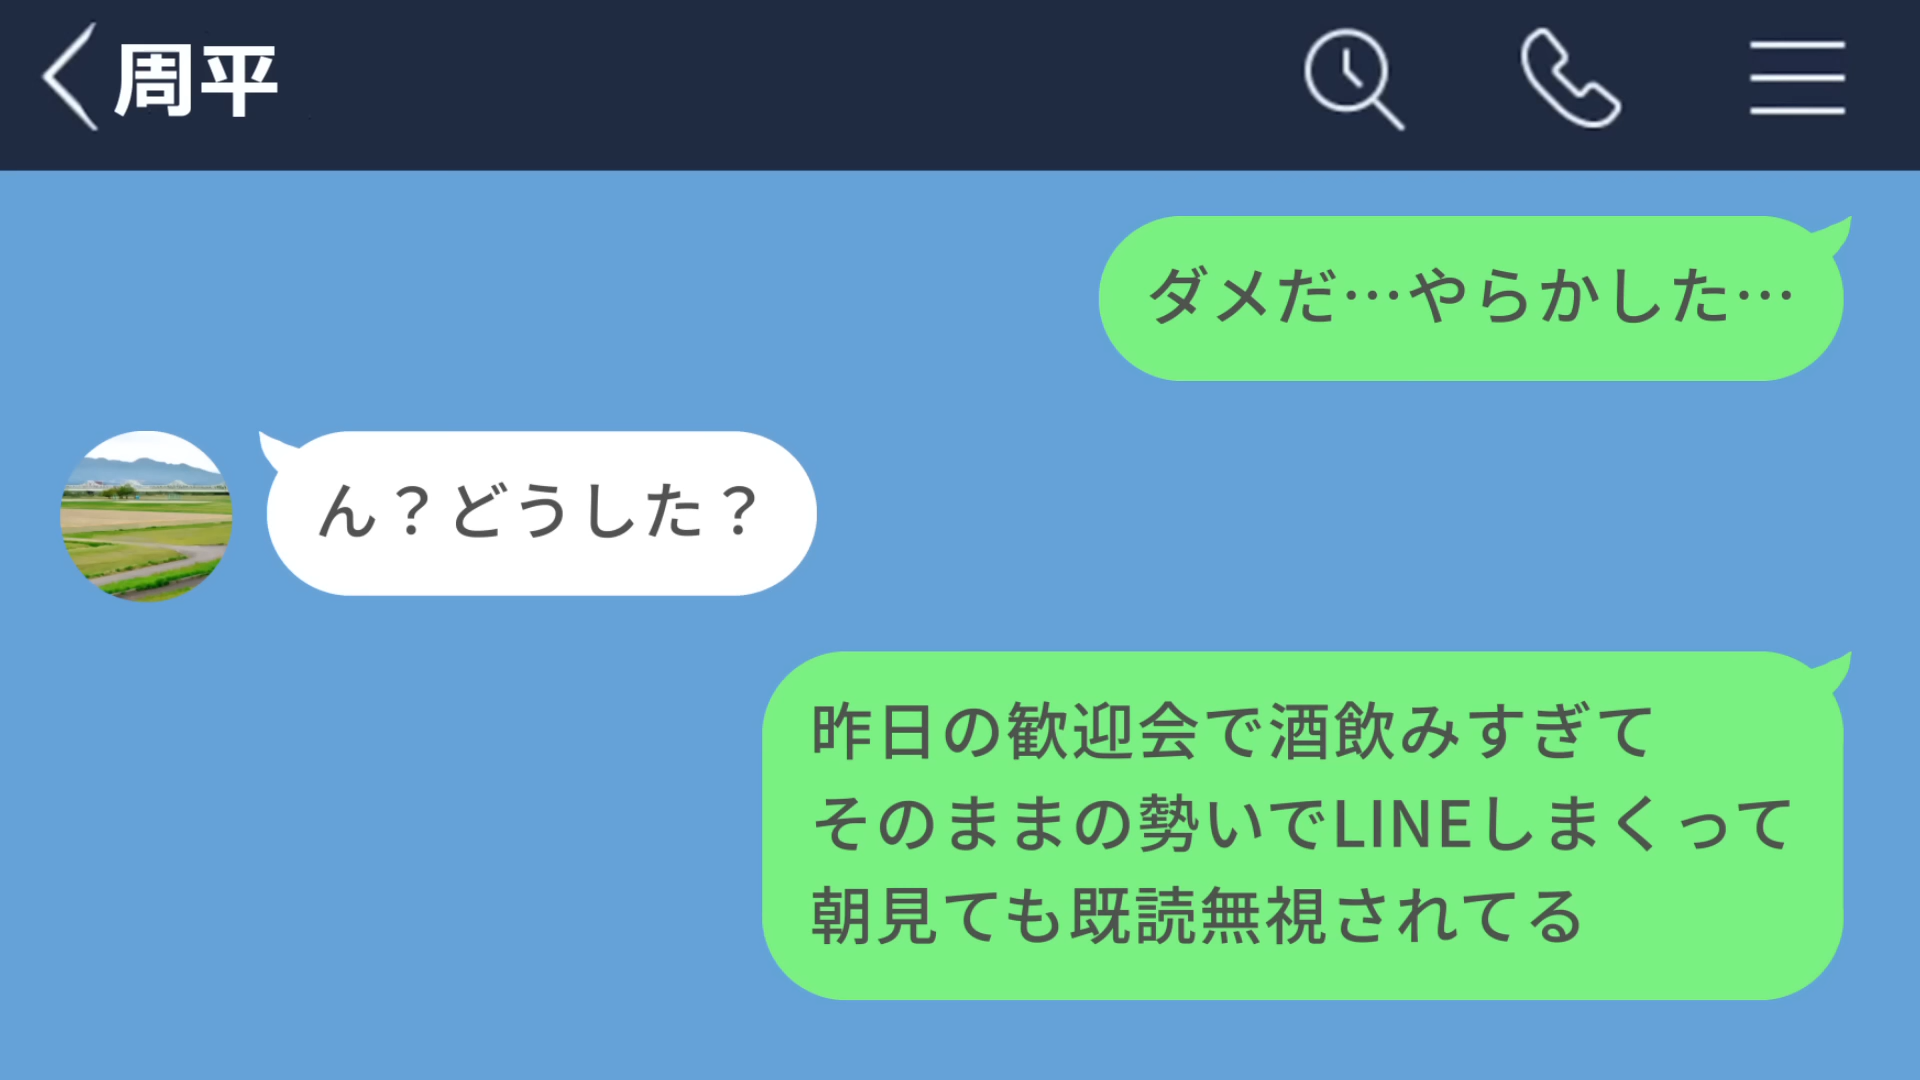 周平
ダメだ…やらかした…
ん？どうした？
昨日の歓迎会で酒飲みすぎて
そのままの勢いでLINEしまくって
朝見ても既読無視されてる